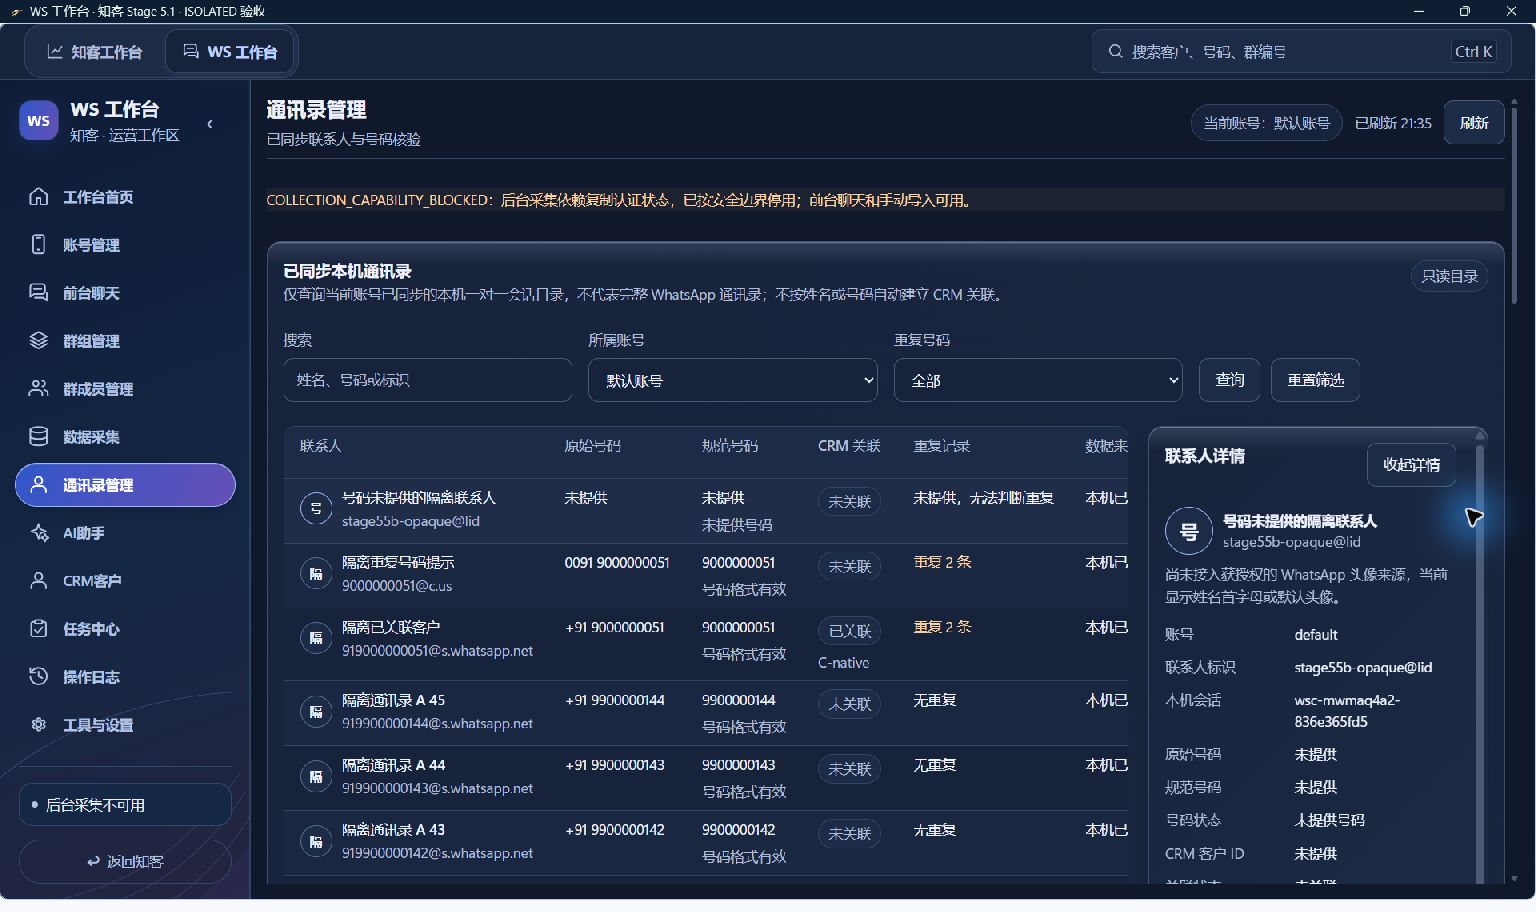 WS 工作台 · 知客 Stage 5.1 · ISOLATED 验收
知客工作台
WS 工作台
搜索客户、号码、群编号
Ctrl K
WS
WS 工作台
知客 · 运营工作区
工作台首页
账号管理
前台聊天
群组管理
群成员管理
数据采集
通讯录管理
AI助手
CRM客户
任务中心
操作日志
工具与设置
后台采集不可用
返回知客
通讯录管理
已同步联系人与号码核验
当前账号：默认账号
已刷新 21:35
刷新
COLLECTION_CAPABILITY_BLOCKED：后台采集依赖复制认证状态，已按安全边界停用；前台聊天和手动导入可用。
已同步本机通讯录
仅查询当前账号已同步的本机一对一会话目录，不代表完整 WhatsApp 通讯录；不按姓名或号码自动建立 CRM 关联。
只读目录
搜索
所属账号
重复号码
姓名、号码或标识
默认账号
全部
查询
重置筛选
联系人 原始号码 规范号码 CRM 关联 重复记录 数据来
号 号码未提供的隔离联系人 未提供 未提供 未关联 未提供，无法判断重复 本机已
stage55b-opaque@lid 未提供号码
隔 隔离重复号码提示 0091 9000000051 9000000051 未关联 重复 2 条 本机已
9000000051@c.us 号码格式有效
隔 隔离已关联客户 +91 9000000051 9000000051 已关联 重复 2 条 本机已
919000000051@s.whatsapp.net 号码格式有效 C-native
隔 隔离通讯录 A 45 +91 9900000144 9900000144 未关联 无重复 本机已
919900000144@s.whatsapp.net 号码格式有效
隔 隔离通讯录 A 44 +91 9900000143 9900000143 未关联 无重复 本机已
919900000143@s.whatsapp.net 号码格式有效
隔 隔离通讯录 A 43 +91 9900000142 9900000142 未关联 无重复 本机已
919900000142@s.whatsapp.net 号码格式有效
联系人详情
收起详情
号
号码未提供的隔离联系人
stage55b-opaque@lid
尚未接入获授权的 WhatsApp 头像来源，当前
显示姓名首字母或默认头像。
账号 default
联系人标识 stage55b-opaque@lid
本机会话 wsc-mwmaq4a2-
836e365fd5
原始号码 未提供
规范号码 未提供
号码状态 未提供号码
CRM 客户 ID 未提供